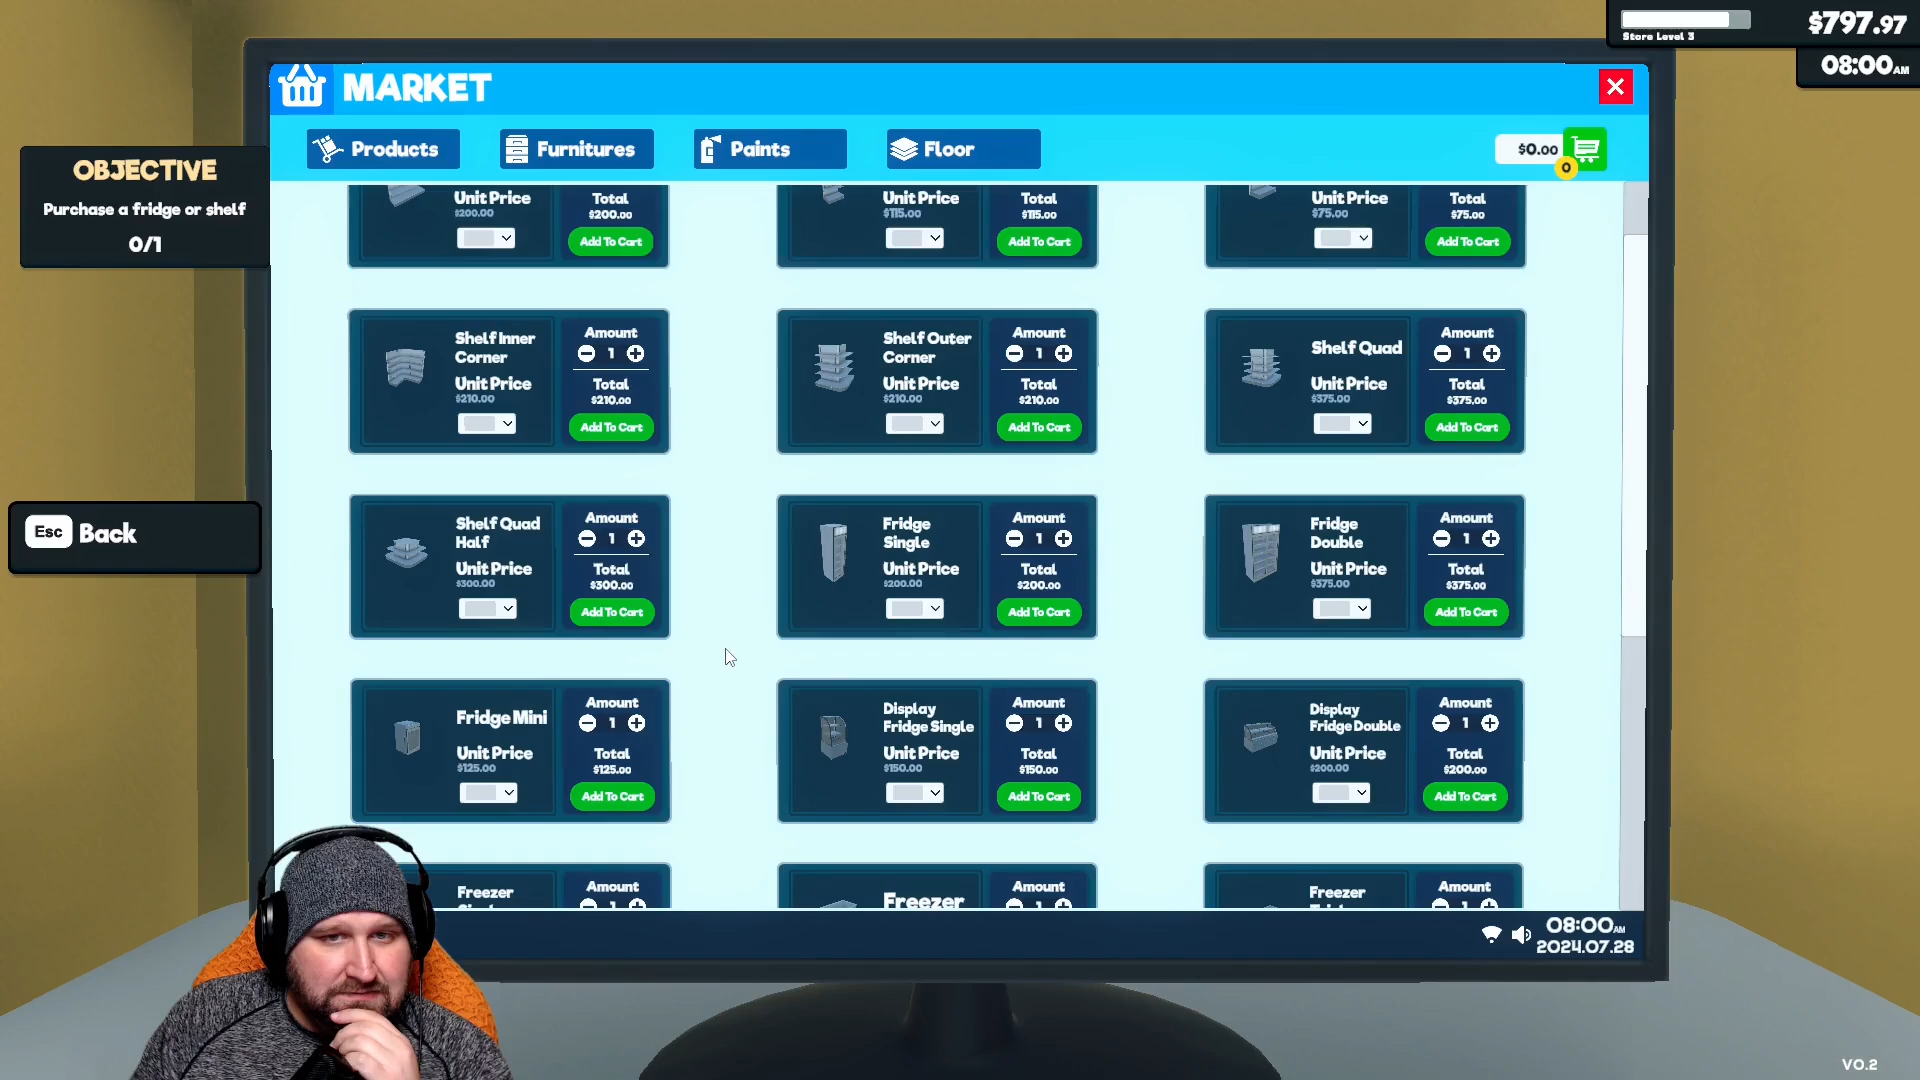 $797.97
Store Level 3
08:00AM
MARKET
Products
Furnitures
Paints
Floor
$0.00
0
OBJECTIVE
Purchase a fridge or shelf
0/1
Esc Back
Unit Price
$200.00
Total
$200.00
Add To Cart
Unit Price
$115.00
Total
$115.00
Add To Cart
Unit Price
$75.00
Total
$75.00
Add To Cart
Shelf Inner
Corner
Unit Price
$210.00
Amount
1
Total
$210.00
Add To Cart
Shelf Outer
Corner
Unit Price
$210.00
Amount
1
Total
$210.00
Add To Cart
Shelf Quad
Unit Price
$375.00
Amount
1
Total
$375.00
Add To Cart
Shelf Quad
Half
Unit Price
$300.00
Amount
1
Total
$300.00
Add To Cart
Fridge
Single
Unit Price
$200.00
Amount
1
Total
$200.00
Add To Cart
Fridge
Double
Unit Price
$375.00
Amount
1
Total
$375.00
Add To Cart
Fridge Mini
Unit Price
$125.00
Amount
1
Total
$125.00
Add To Cart
Display
Fridge Single
Unit Price
$150.00
Amount
1
Total
$150.00
Add To Cart
Display
Fridge Double
Unit Price
$200.00
Amount
1
Total
$200.00
Add To Cart
Freezer
Amount
Freezer
Amount
Freezer
Amount
08:00AM
2024.07.28
V0.2